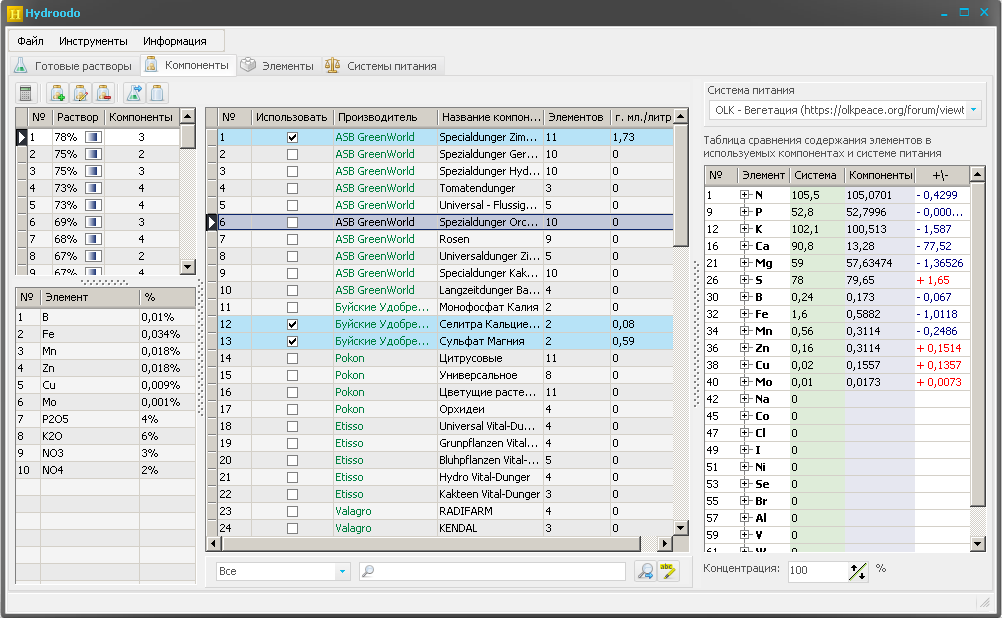 Hydroodo
Файл Инструменты Информация
Готовые растворы Компоненты Элементы Системы питания
№ Раствор Компоненты
1 78% 3
2 75% 2
3 75% 3
4 73% 4
5 73% 4
6 69% 3
7 68% 4
8 67% 2
9 67% 4
№ Элемент %
1 B 0,01%
2 Fe 0,034%
3 Mn 0,018%
4 Zn 0,018%
5 Cu 0,009%
6 Mo 0,001%
7 P2O5 4%
8 K2O 6%
9 NO3 3%
10 NO4 2%
№ Использовать Производитель Название компон... Элементов г. мл./литр
1 ASB GreenWorld Specialdunger Zim... 11 1,73
2 ASB GreenWorld Spezialdunger Ger... 10 0
3 ASB GreenWorld Spezialdunger Hyd... 10 0
4 ASB GreenWorld Tomatendunger 3 0
5 ASB GreenWorld Universal - Flussig... 5 0
6 ASB GreenWorld Spezialdunger Orc... 10 0
7 ASB GreenWorld Rosen 9 0
8 ASB GreenWorld Universaldunger Zi... 5 0
9 ASB GreenWorld Specialdunger Kak... 10 0
10 ASB GreenWorld Langzeitdunger Ba... 4 0
11 Буйские Удобре... Монофосфат Калия 2 0
12 Буйские Удобре... Селитра Кальцие... 2 0,08
13 Буйские Удобре... Сульфат Магния 2 0,59
14 Pokon Цитрусовые 11 0
15 Pokon Универсальное 8 0
16 Pokon Цветущие расте... 11 0
17 Pokon Орхидеи 4 0
18 Etisso Universal Vital-Du... 4 0
19 Etisso Grunpflanzen Vital... 4 0
20 Etisso Bluhpflanzen Vital-... 5 0
21 Etisso Hydro Vital-Dunger 4 0
22 Etisso Kakteen Vital-Dunger 3 0
23 Valagro RADIFARM 4 0
24 Valagro KENDAL 3 0
Все
abc
Система питания
OLK - Вегетация (https://olkpeace.org/forum/viewt
Таблица сравнения содержания элементов в
используемых компонентах и системе питания
№ Элемент Система Компоненты +\-
1 N 105,5 105,0701 - 0,4299
9 P 52,8 52,7996 - 0,000...
12 K 102,1 100,513 - 1,587
16 Ca 90,8 13,28 - 77,52
21 Mg 59 57,63474 - 1,36526
26 S 78 79,65 + 1,65
30 B 0,24 0,173 - 0,067
32 Fe 1,6 0,5882 - 1,0118
34 Mn 0,56 0,3114 - 0,2486
36 Zn 0,16 0,3114 + 0,1514
38 Cu 0,02 0,1557 + 0,1357
40 Mo 0,01 0,0173 + 0,0073
42 Na 0
45 Co 0
47 Cl 0
49 I 0
51 Ni 0
53 Se 0
55 Br 0
57 Al 0
59 V 0
61 W 0
Концентрация: 100 %